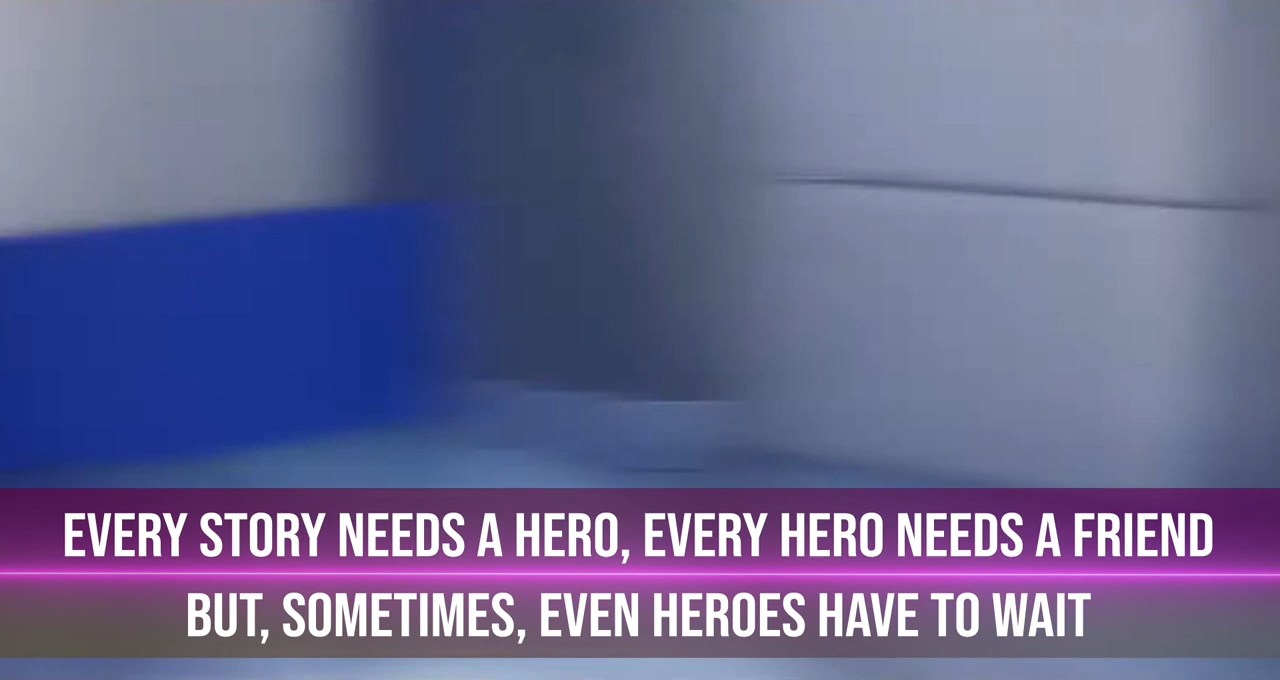 EVERY STORY NEEDS A HERO, EVERY HERO NEEDS A FRIEND
BUT, SOMETIMES, EVEN HEROES HAVE TO WAIT